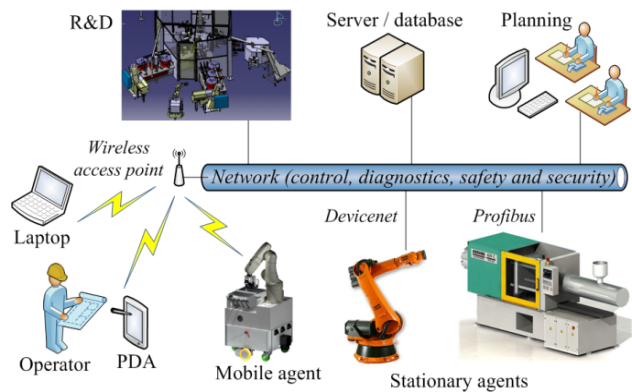 R&D
Server / database
Planning
Wireless
access point
Network (control, diagnostics, safety and security)
Laptop
Devicenet
Profibus
Operator
PDA
Mobile agent
Stationary agents